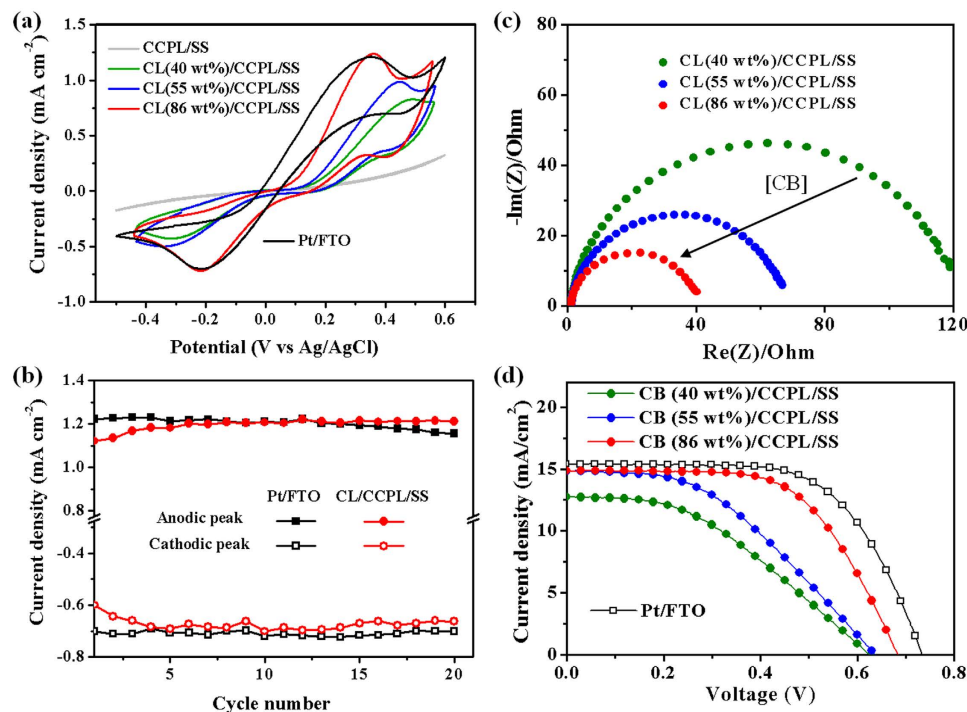 (a)
1.5
1.0
0.5
0.0
-0.5
-1.0
-0.4
-0.2
0.0
0.2
0.4
0.6
Current density (mA cm⁻²)
Potential (V vs Ag/AgCl)
CCPL/SS
CL(40 wt%)/CCPL/SS
CL(55 wt%)/CCPL/SS
CL(86 wt%)/CCPL/SS
Pt/FTO
(c)
80
60
40
20
0
0
40
80
120
-Im(Z)/Ohm
Re(Z)/Ohm
CL(40 wt%)/CCPL/SS
CL (55 wt%)/CCPL/SS
CL(86 wt%)/CCPL/SS
[CB]
(b)
1.4
1.2
1.0
0.8
-0.6
-0.8
5
10
15
20
Current density (mA cm⁻²)
Cycle number
Pt/FTO CL/CCPL/SS
Anodic peak
Cathodic peak
(d)
20
15
10
5
0
0.0
0.2
0.4
0.6
0.8
Current density (mA/cm²)
Voltage (V)
CB (40 wt%)/CCPL/SS
CB (55 wt%)/CCPL/SS
CB (86 wt%)/CCPL/SS
Pt/FTO